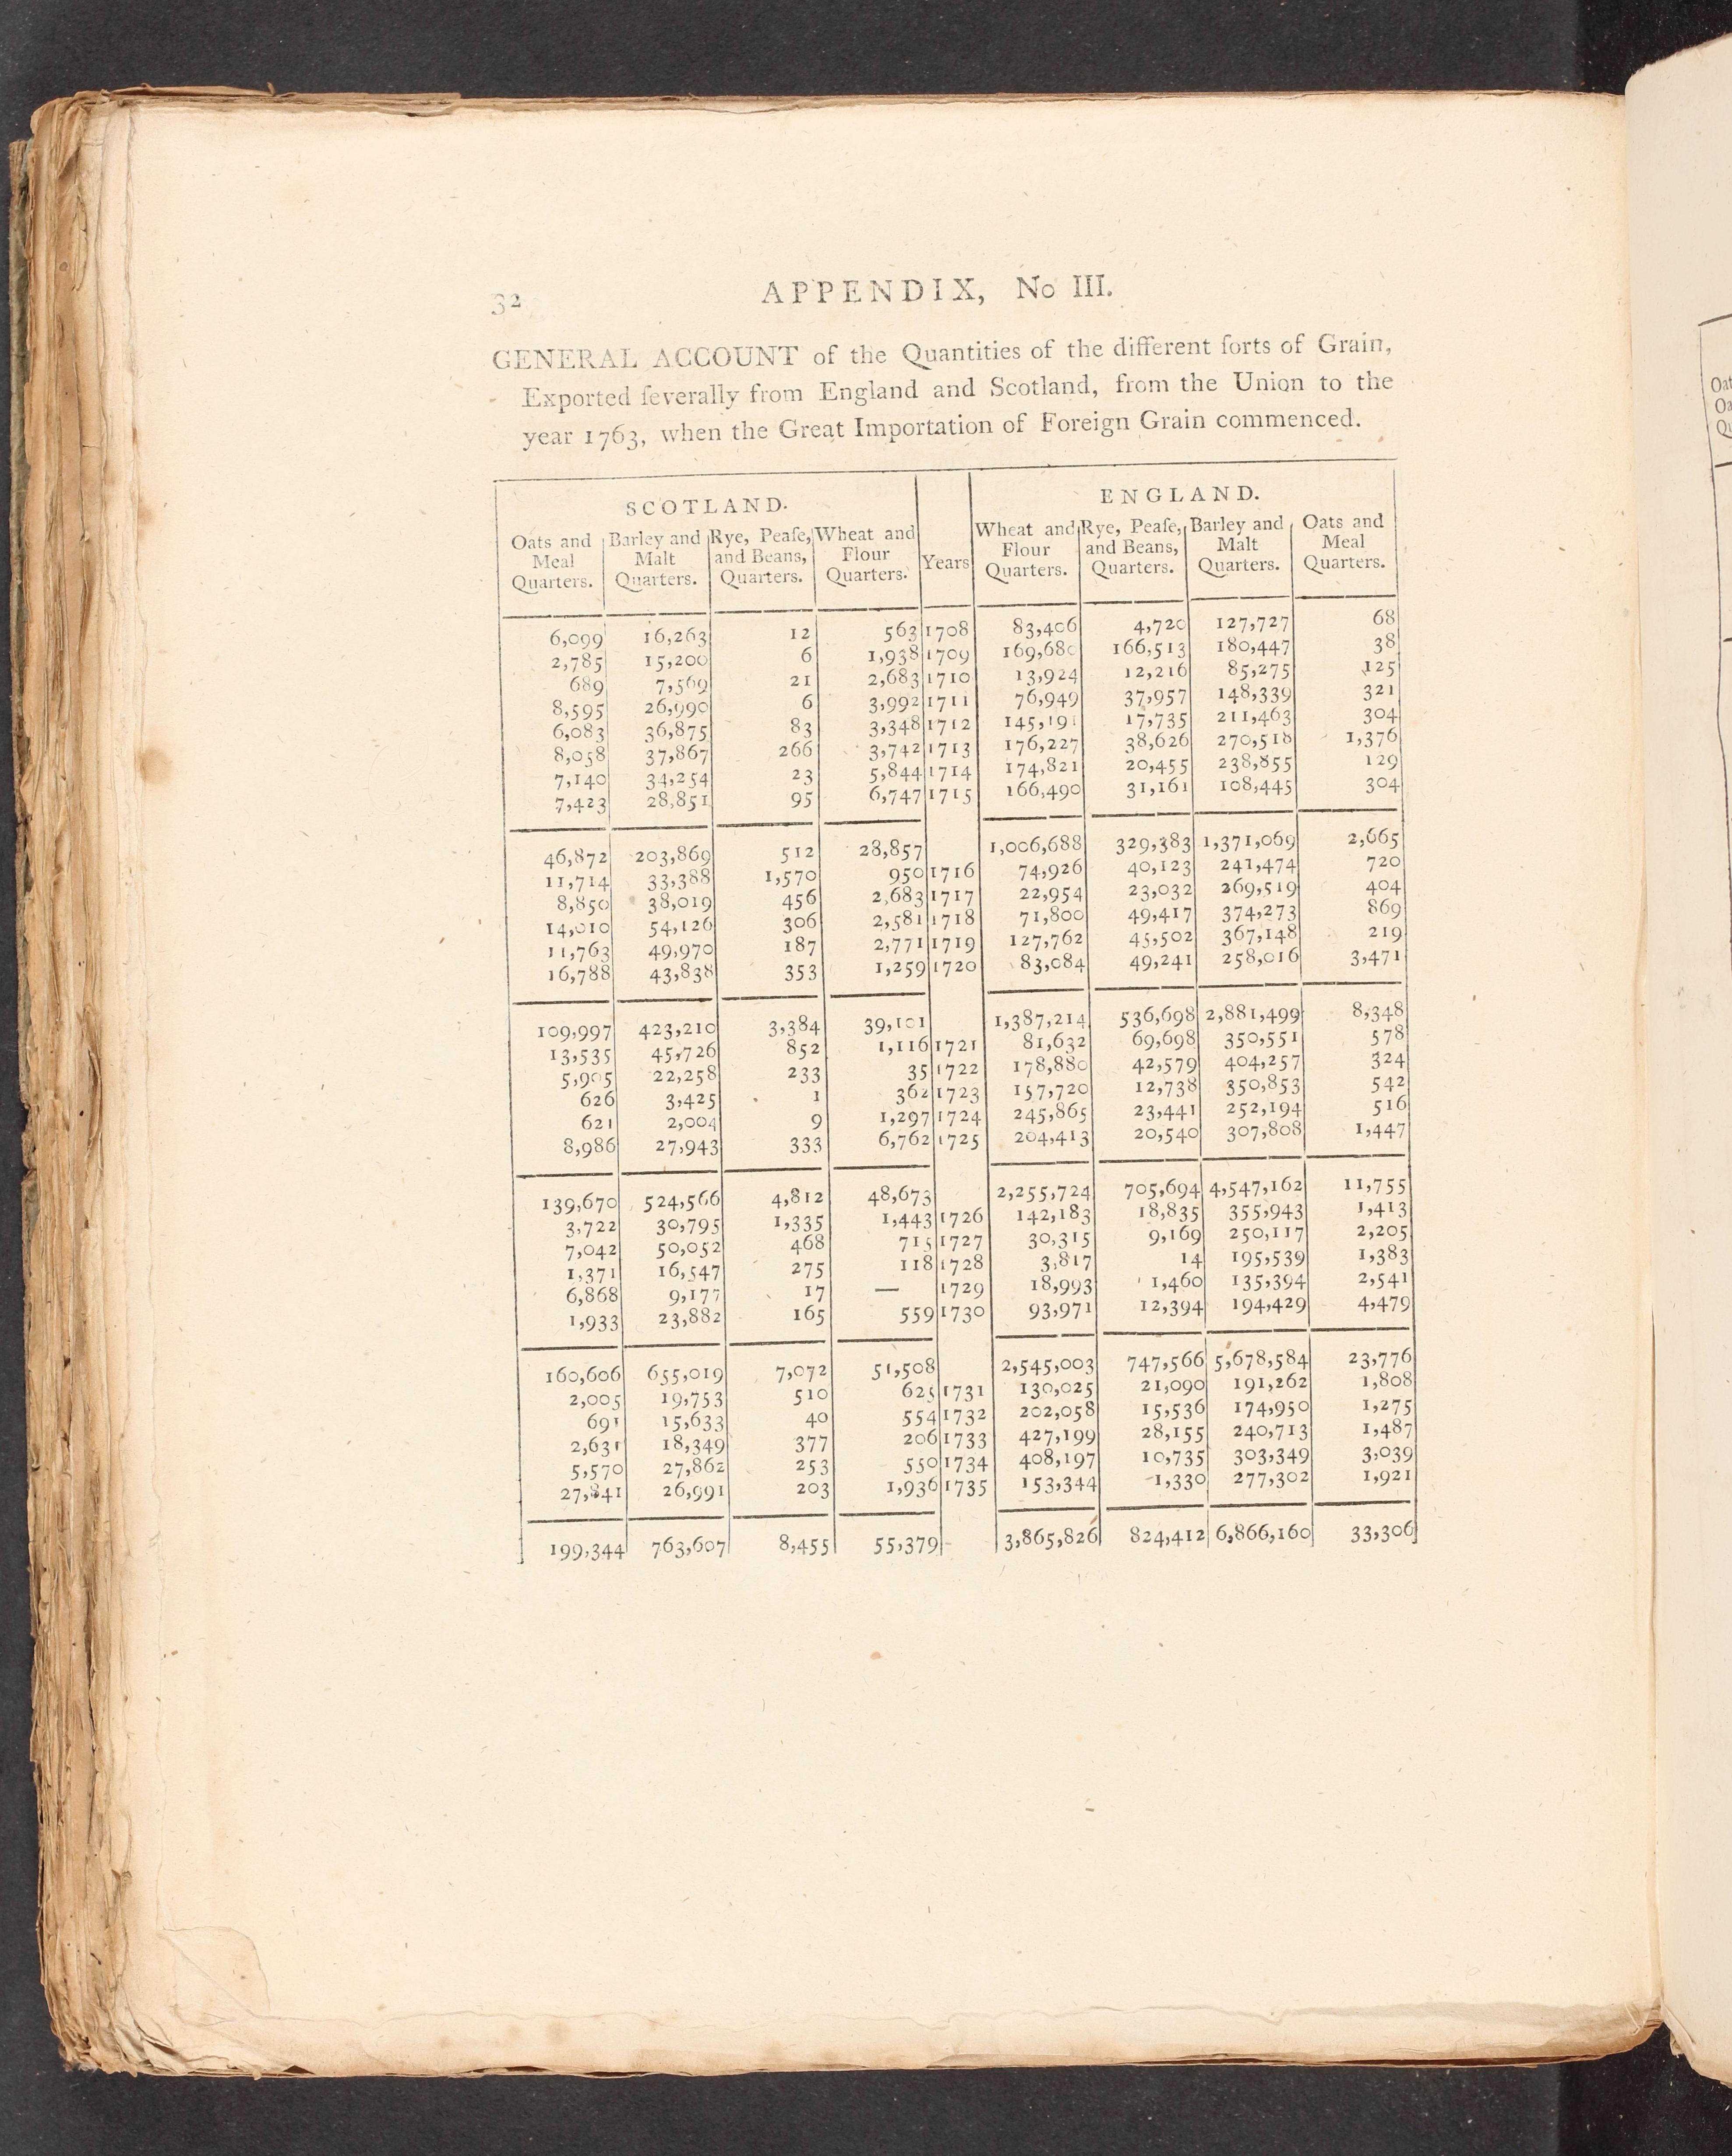 32
APPENDIX, No III.
GENERAL ACCOUNT of the Quantities of the different ſorts of Grain,
Exported ſeverally from England and Scotland, from the Union to the
year 1763, when the Great Importation of Foreign Grain commenced.
SCOTLAND. ENGLAND.
Oats and Meal Quarters. Barley and Malt Quarters. Rye, Peaſe, and Beans, Quarters. Wheat and Flour Quarters. Years Wheat and Flour Quarters. Rye, Peaſe, and Beans, Quarters. Barley and Malt Quarters. Oats and Meal Quarters.
6,099 16,263 12 563 1708 83,406 4,720 127,727 68
2,785 15,200 6 1,938 1709 169,680 166,513 180,447 38
689 7,569 21 2,683 1710 13,924 12,216 85,275 125
8,595 26,990 6 3,992 1711 76,949 37,957 148,339 321
6,083 36,875 83 3,348 1712 145,191 17,735 211,463 304
8,058 37,867 266 3,742 1713 176,227 38,626 270,518 1,376
7,140 34,254 23 5,844 1714 174,821 20,455 238,855 129
7,423 28,851 95 6,747 1715 166,490 31,161 108,445 304
46,872 203,869 512 28,857 1,006,688 329,383 1,371,069 2,665
11,714 33,388 1,570 950 1716 74,926 40,123 241,474 720
8,850 38,019 456 2,683 1717 22,954 23,032 269,519 404
14,010 54,126 306 2,581 1718 71,800 49,417 374,273 869
11,763 49,970 187 2,771 1719 127,762 45,502 367,148 219
16,788 43,838 353 1,259 1720 83,084 49,241 258,016 3,471
109,997 423,210 3,384 39,101 1,387,214 536,698 2,881,499 8,348
13,535 45,726 852 1,116 1721 81,632 69,698 350,551 578
5,905 22,258 233 35 1722 178,880 42,579 404,257 324
626 3,425 1 362 1723 157,720 12,738 350,853 542
621 2,004 9 1,297 1724 245,865 23,441 252,194 516
8,986 27,943 333 6,762 1725 204,413 20,540 307,808 1,447
139,670 524,566 4,812 48,673 2,255,724 705,694 4,547,162 11,755
3,722 30,795 1,335 1,443 1726 142,183 18,835 355,943 1,413
7,042 50,052 468 715 1727 30,315 9,169 250,117 2,205
1,371 16,547 275 118 1728 3,817 14 195,539 1,383
6,868 9,177 17 — 1729 18,993 1,460 135,394 2,541
1,933 23,882 165 559 1730 93,971 12,394 194,429 4,479
160,606 655,019 7,072 51,508 2,545,003 747,566 5,678,584 23,776
2,005 19,753 510 625 1731 130,025 21,090 191,262 1,808
691 15,633 40 554 1732 202,058 15,536 174,950 1,275
2,631 18,349 377 206 1733 427,199 28,155 240,713 1,487
5,570 27,862 253 550 1734 408,197 10,735 303,349 3,039
27,841 26,991 203 1,936 1735 153,344 1,330 277,302 1,921
199,344 763,607 8,455 55,379 3,865,826 824,412 6,866,160 33,306